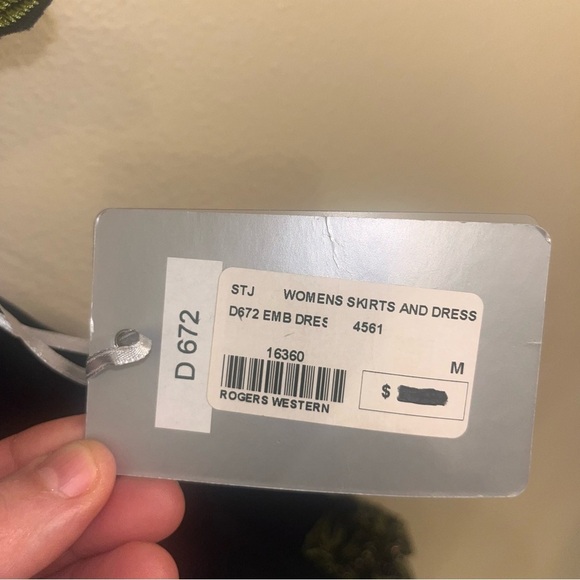 D 672
STJ WOMENS SKIRTS AND DRESS
D672 EMB DRES 4561
16360
M
$
ROGERS WESTERN